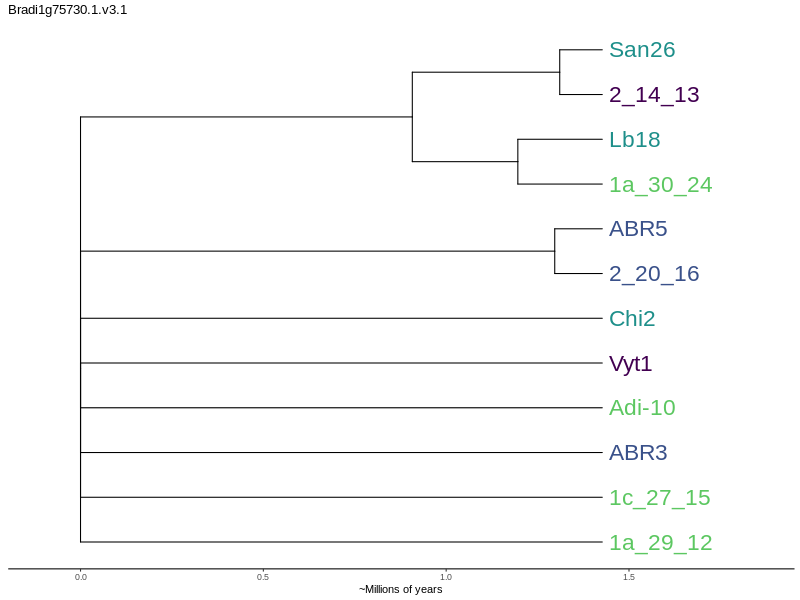 Bradi1g75730.1.v3.1
San26
2_14_13
Lb18
1a_30_24
ABR5
2_20_16
Chi2
Vyt1
Adi-10
ABR3
1c_27_15
1a_29_12
0.0 0.5 1.0 1.5
~Millions of years